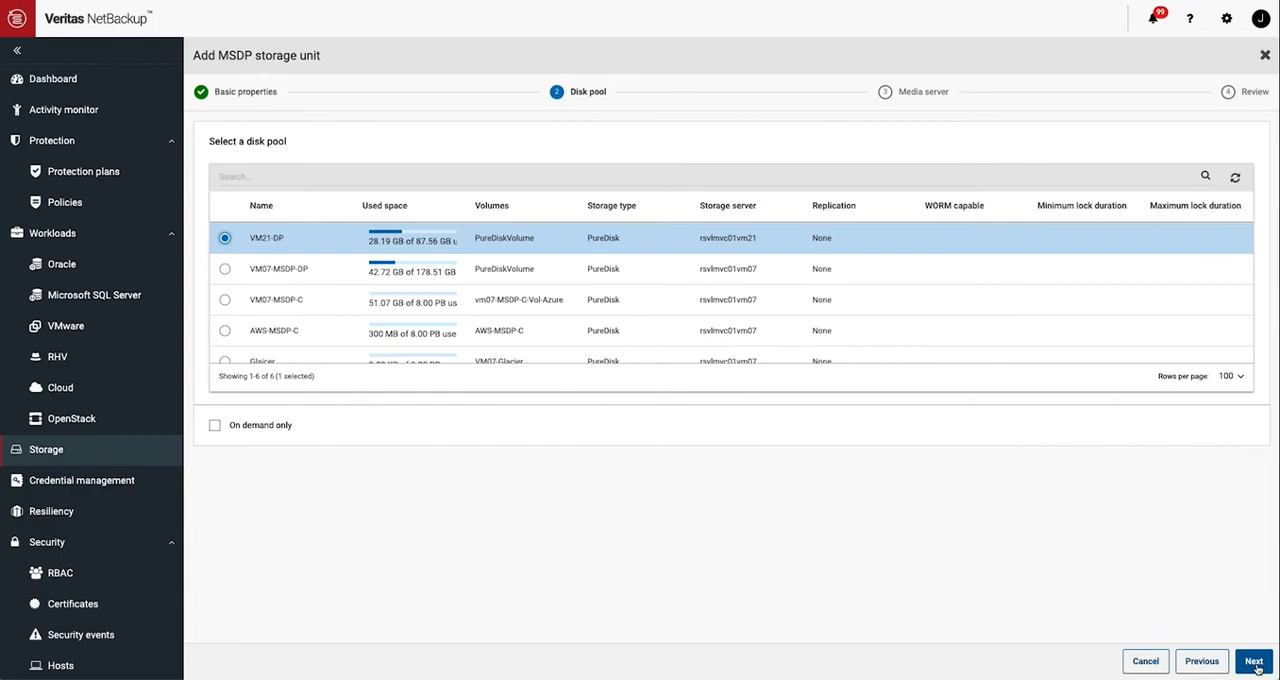 Veritas NetBackup™
99
?
J
Dashboard
Activity monitor
Protection
Protection plans
Policies
Workloads
Oracle
Microsoft SQL Server
VMware
RHV
Cloud
OpenStack
Storage
Credential management
Resiliency
Security
RBAC
Certificates
Security events
Hosts
Add MSDP storage unit
Basic properties
2 Disk pool
3 Media server
4 Review
Select a disk pool
Search...
Name Used space Volumes Storage type Storage server Replication WORM capable Minimum lock duration Maximum lock duration
VM21-DP 28.19 GB of 87.56 GB u PureDiskVolume PureDisk rsvlmvc01vm21 None
VM07-MSDP-DP 42.72 GB of 178.51 GB PureDiskVolume PureDisk rsvlmvc01vm07 None
VM07-MSDP-C 51.07 GB of 8.00 PB us vm07-MSDP-C-Vol-Azure PureDisk rsvlmvc01vm07 None
AWS-MSDP-C 300 MB of 8.00 PB use AWS-MSDP-C PureDisk rsvlmvc01vm07 None
Glaicer VM07-Glacier PureDisk rsvlmvc01vm07 None
Showing 1-6 of 6 (1 selected)
Rows per page: 100
On demand only
Cancel Previous Next